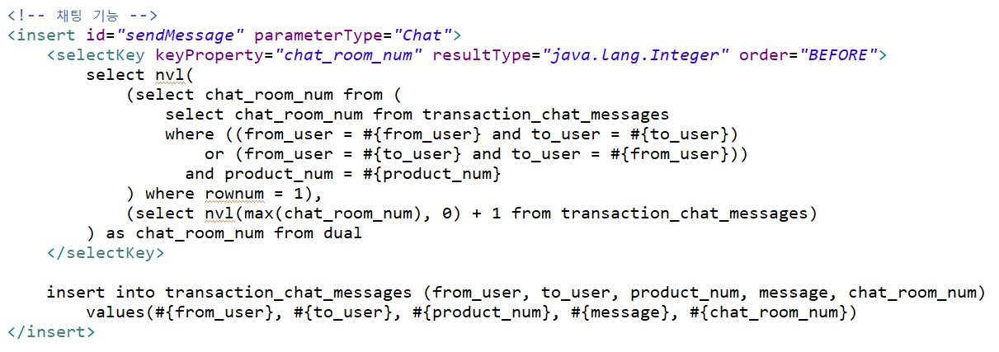 <!-- 채팅 기능 -->
<insert id="sendMessage" parameterType="Chat">
    <selectKey keyProperty="chat_room_num" resultType="java.lang.Integer" order="BEFORE">
        select nvl(
            (select chat_room_num from (
                select chat_room_num from transaction_chat_messages
                where ((from_user = #{from_user} and to_user = #{to_user})
                    or (from_user = #{to_user} and to_user = #{from_user}))
                  and product_num = #{product_num}
            ) where rownum = 1),
            (select nvl(max(chat_room_num), 0) + 1 from transaction_chat_messages)
        ) as chat_room_num from dual
    </selectKey>

    insert into transaction_chat_messages (from_user, to_user, product_num, message, chat_room_num)
        values(#{from_user}, #{to_user}, #{product_num}, #{message}, #{chat_room_num})
</insert>